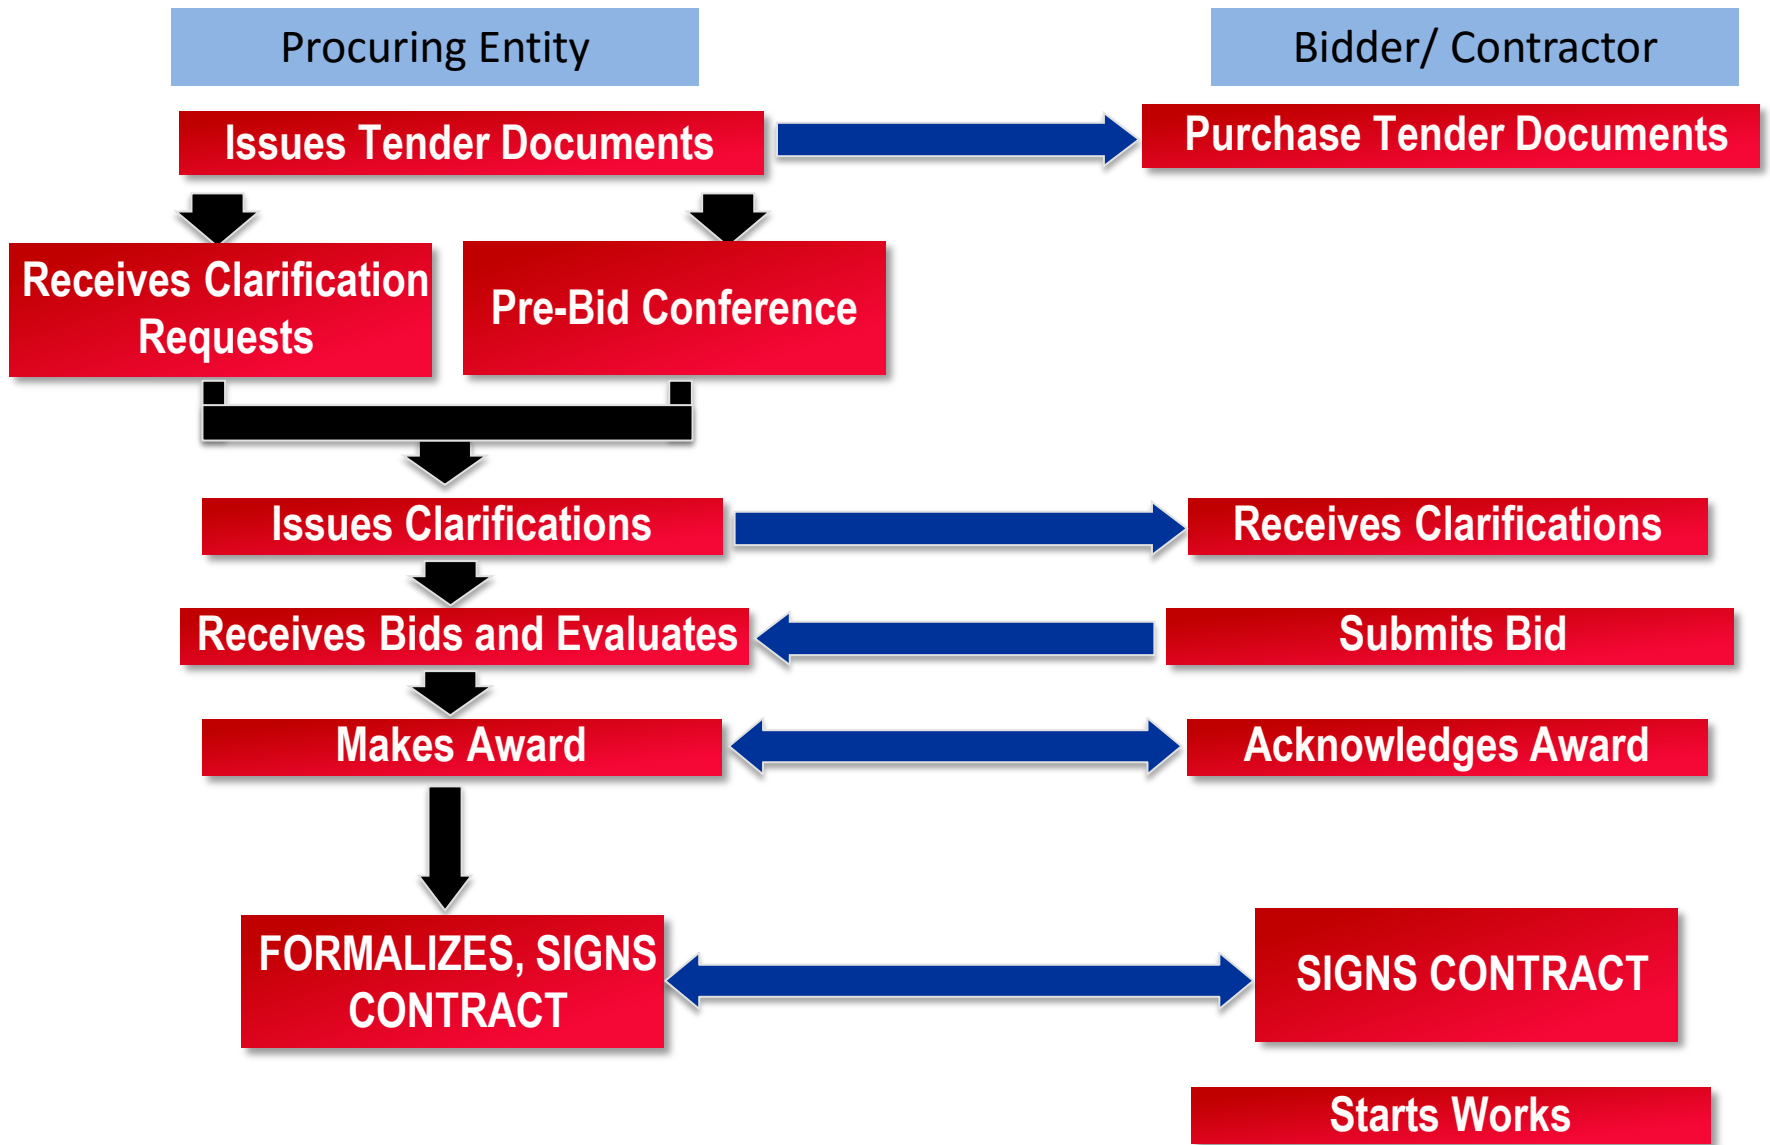 Procuring Entity
Bidder/ Contractor
Issues Tender Documents
Purchase Tender Documents
Receives Clarification
Requests
Pre-Bid Conference
Issues Clarifications
Receives Clarifications
Receives Bids and Evaluates
Submits Bid
Makes Award
Acknowledges Award
FORMALIZES, SIGNS
CONTRACT
SIGNS CONTRACT
Starts Works